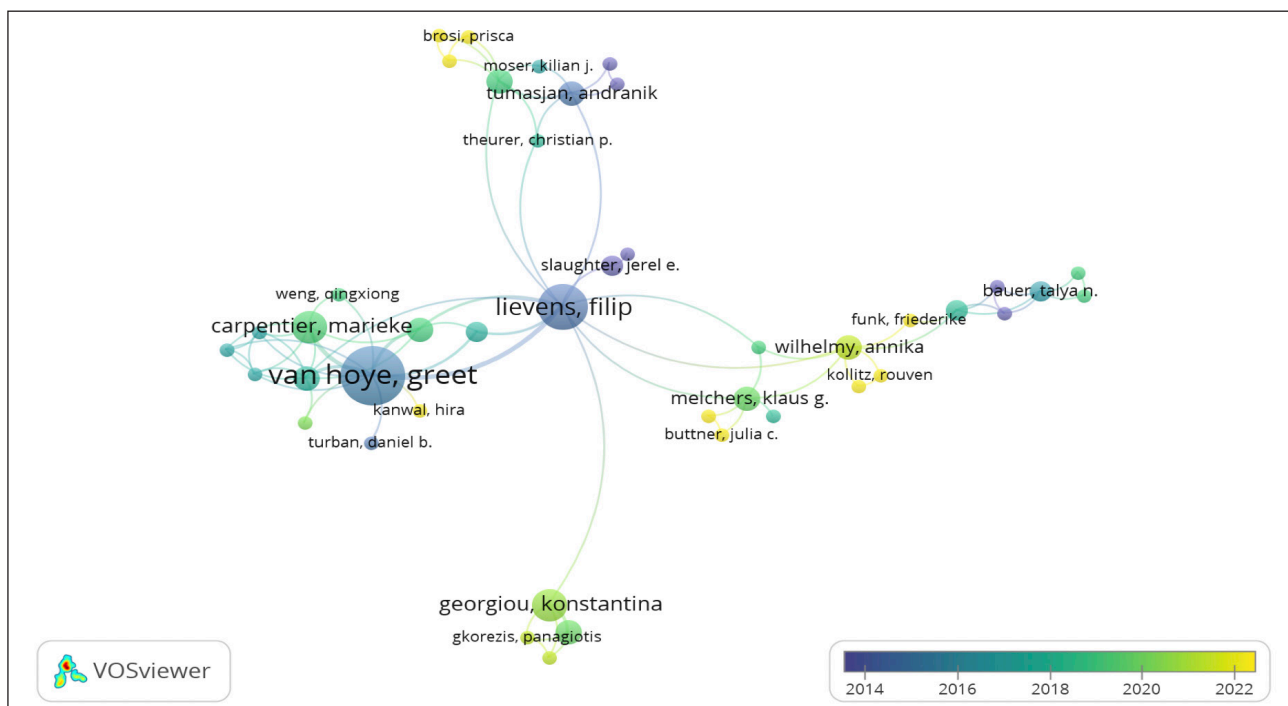 brosi, prisca
moser, kilian j.
tumasjan, andranik
theurer, christian p.
slaughter, jerel e.
weng, qingxiong
lievens, filip
bauer, talya n.
carpentier, marieke
funk, friederike
wilhelmy, annika
van hoye, greet
kollitz, rouven
kanwal, hira
melchers, klaus g.
turban, daniel b.
buttner, julia c.
georgiou, konstantina
gkorezis, panagiotis
VOSviewer
2014 2016 2018 2020 2022